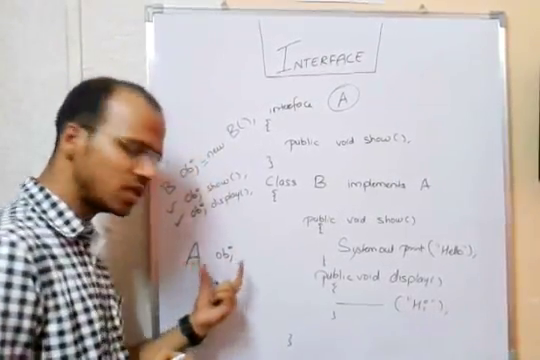 INTERFACE
interface A
{
public void show();
}
class B implements A
{
public void show()
{
System out print ("Hello");
}
public void display()
{
("Hi");
}
}
B obj = new B();
✓ obj show();
✓ obj display();
A obj